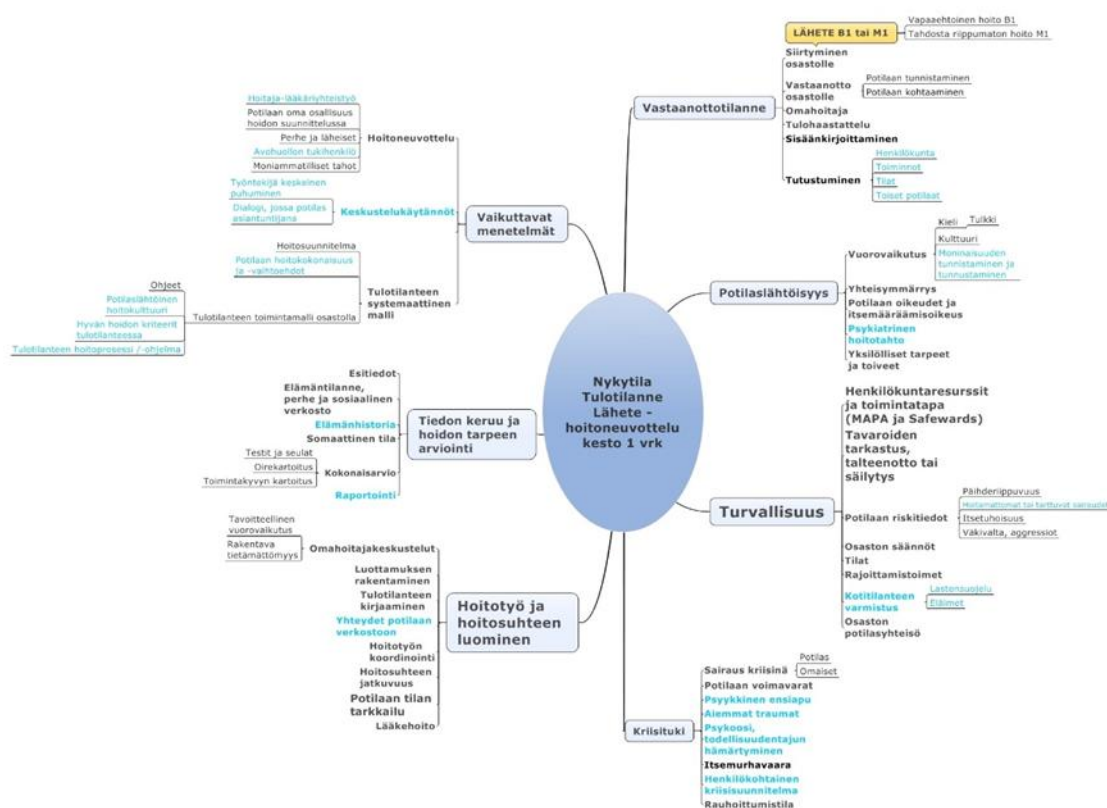 Nykytila
Tulotilanne
Lähete -
hoitoneuvottelu
kesto 1 vrk
Vastaanottotilanne
LÄHETE B1 tai M1
Vapaaehtoinen hoito B1
Tahdosta riippumaton hoito M1
Siirtyminen
osastolle
Vastaanotto
osastolle
Potilaan tunnistaminen
Potilaan kohtaaminen
Omahoitaja
Tulohaastattelu
Sisäänkirjoittaminen
Tutustuminen
Henkilökunta
Toiminnot
Tilat
Toiset potilaat
Potilaslähtöisyys
Vuorovaikutus
Kieli
Tulkki
Kulttuuri
Moninaisuuden
tunnistaminen ja
tunnustaminen
Yhteisymmärrys
Potilaan oikeudet ja
itsemääräämisoikeus
Psykiatrinen
hoitotahto
Yksilölliset tarpeet
ja toiveet
Turvallisuus
Henkilökuntaresurssit
ja toimintatapa
(MAPA ja Safewards)
Tavaroiden
tarkastus,
talteenotto tai
säilytys
Potilaan riskitiedot
Päihderiippuvuus
Hoitamattomat tai tarttuvat sairaudet
Itsetuhoisuus
Väkivalta, aggressiot
Osaston säännöt
Tilat
Rajoittamistoimet
Kotitilanteen
varmistus
Lastensuojelu
Eläimet
Osaston
potilasyhteisö
Kriisituki
Sairaus kriisinä
Potilas
Omaiset
Potilaan voimavarat
Psyykkinen ensiapu
Aiemmat traumat
Psykoosi,
todellisuudentajun
hämärtyminen
Itsemurhavaara
Henkilökohtainen
kriisisuunnitelma
Rauhoittumistila
Vaikuttavat
menetelmät
Hoitoneuvottelu
Hoitaja-lääkäriyhteistyö
Potilaan oma osallisuus
hoidon suunnittelussa
Perhe ja läheiset
Avohuollon tukihenkilö
Moniammatilliset tahot
Keskustelukäytännöt
Työntekijä keskeinen
puhuminen
Dialogi, jossa potilas
asiantuntijana
Tulotilanteen
systemaattinen
malli
Hoitosuunnitelma
Potilaan hoitokokonaisuus
ja -vaihtoehdot
Tulotilanteen toimintamalli osastolla
Ohjeet
Potilaslähtöinen
hoitokulttuuri
Hyvän hoidon kriteerit
tulotilanteessa
Tulotilanteen hoitoprosessi /-ohjelma
Tiedon keruu ja
hoidon tarpeen
arviointi
Esitiedot
Elämäntilanne,
perhe ja sosiaalinen
verkosto
Elämänhistoria
Somaattinen tila
Kokonaisarvio
Testit ja seulat
Oirekartoitus
Toimintakyvyn kartoitus
Raportointi
Hoitotyö ja
hoitosuhteen
luominen
Omahoitajakeskustelut
Tavoitteellinen
vuorovaikutus
Rakentava
tietämättömyys
Luottamuksen
rakentaminen
Tulotilanteen
kirjaaminen
Yhteydet potilaan
verkostoon
Hoitotyön
koordinointi
Hoitosuhteen
jatkuvuus
Potilaan tilan
tarkkailu
Lääkehoito